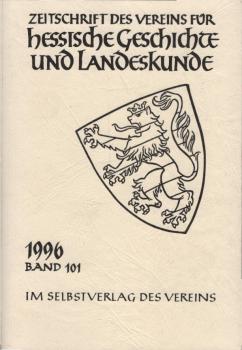 ZEITSCHRIFT DES VEREINS FÜR
hessische Geschichte
und Landeskunde
1996
BAND 101
IM SELBSTVERLAG DES VEREINS